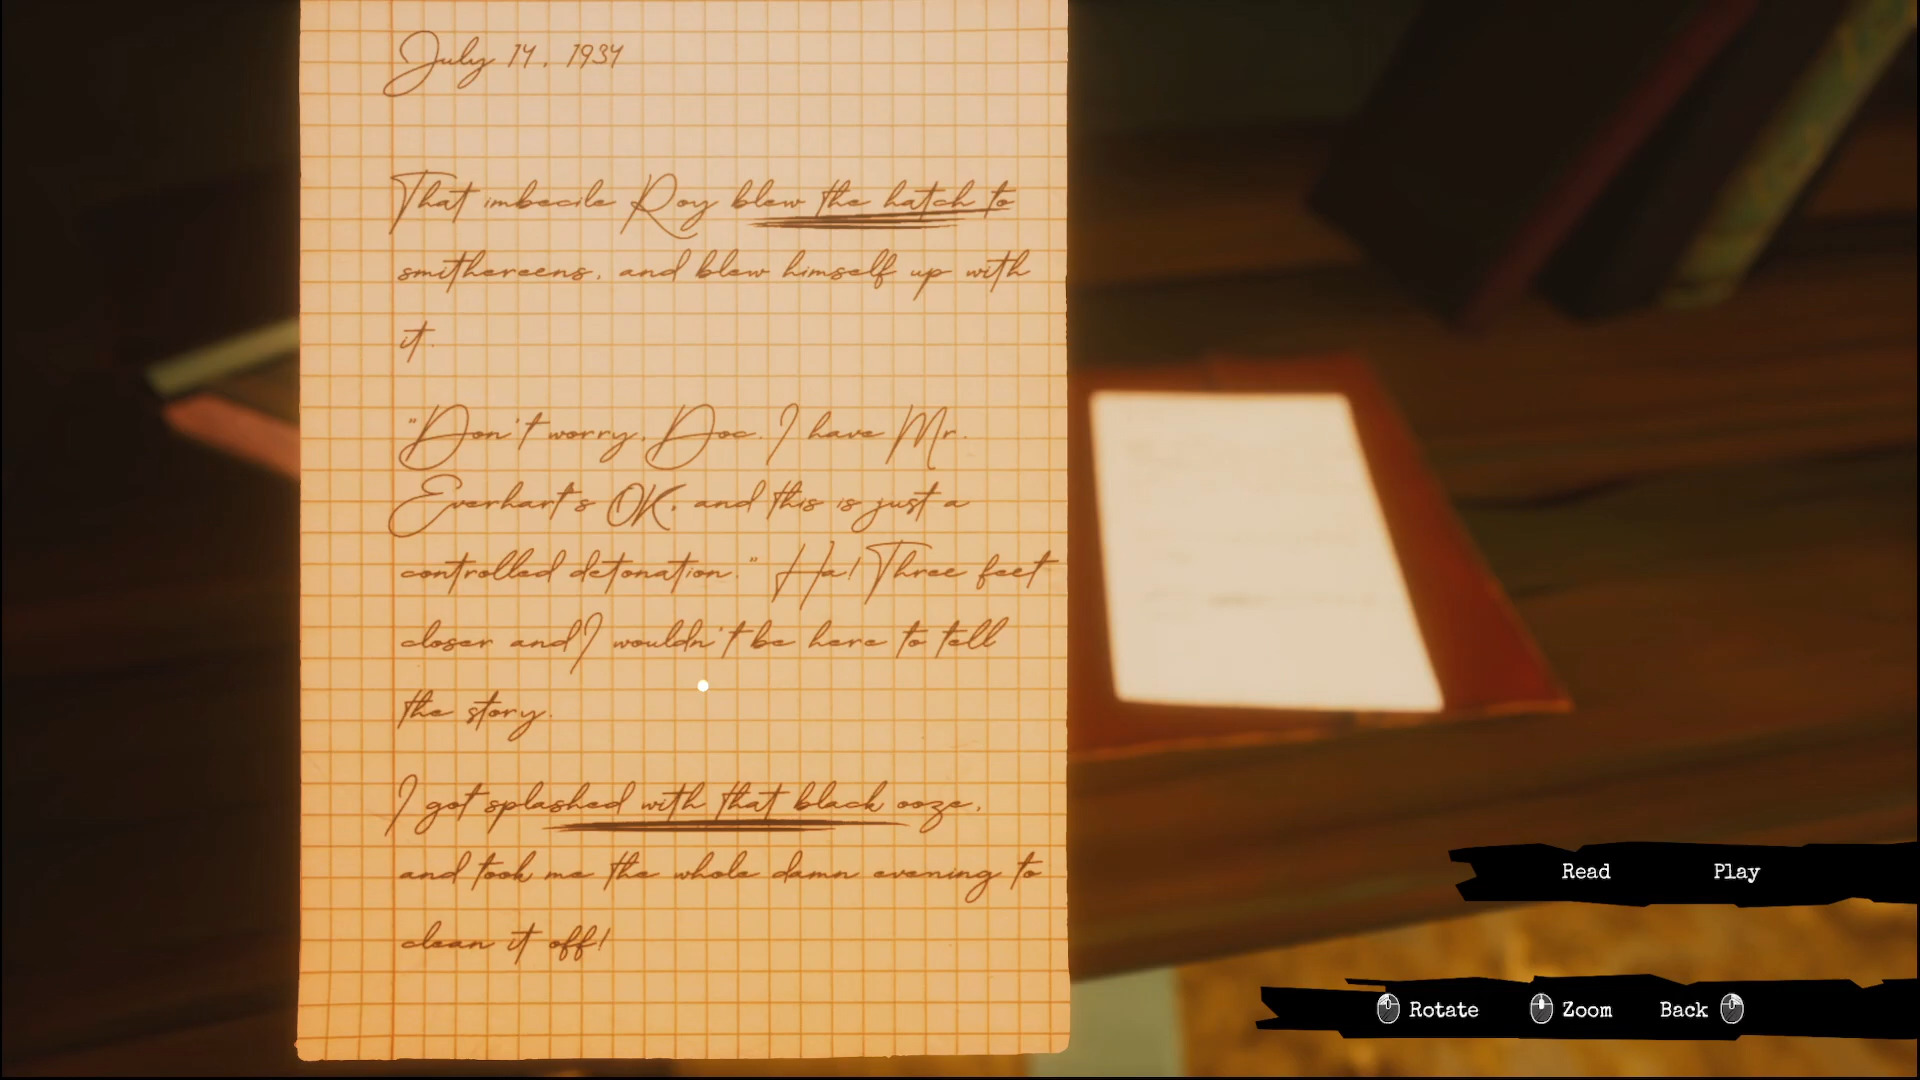 July 14, 1934
That imbecile Roy blew the hatch to
smithereens, and blew himself up with
it.
"Don't worry, Doc. I have Mr.
Everhart's OK, and this is just a
controlled detonation." Ha! Three feet
closer and I wouldn't be here to tell
the story.
I got splashed with that black ooze,
and took me the whole damn evening to
clean it off!
Read Play
Rotate Zoom Back